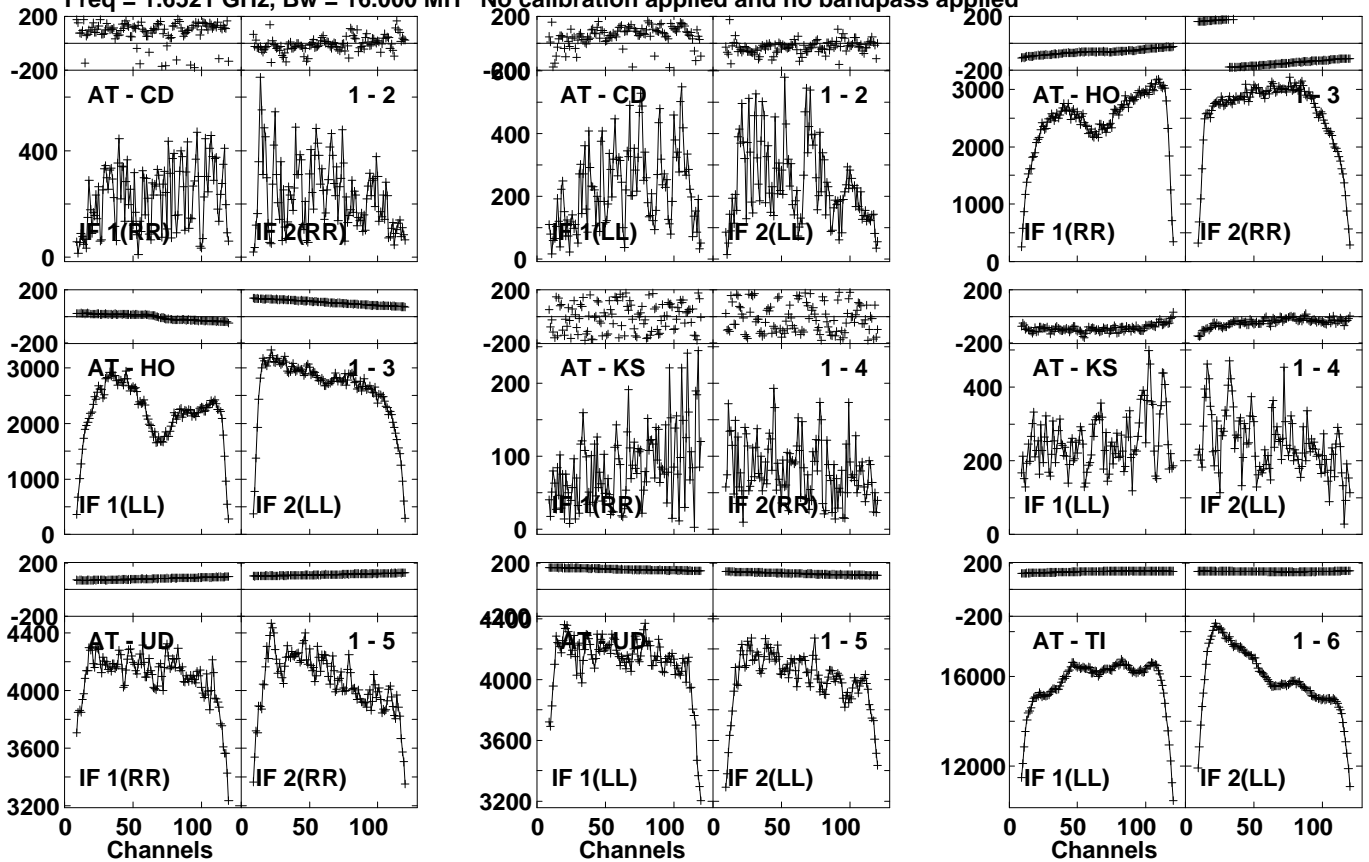 Freq = 1.6521 GHz, Bw = 16.000 MH No calibration applied and no bandpass applied
200
-200
AT - CD
1 - 2
400
0
IF 1(RR)
IF 2(RR)
200
-200
600
AT - CD
1 - 2
400
200
0
IF 1(LL)
IF 2(LL)
200
-200
AT - HO
1 - 3
3000
2000
1000
0
IF 1(RR)
IF 2(RR)
200
-200
AT - HO
1 - 3
3000
2000
1000
0
IF 1(LL)
IF 2(LL)
200
-200
AT - KS
1 - 4
200
100
0
IF 1(RR)
IF 2(RR)
200
-200
AT - KS
1 - 4
400
200
0
IF 1(LL)
IF 2(LL)
200
-200
AT - UD
1 - 5
4400
4000
3600
3200
IF 1(RR)
IF 2(RR)
0 50 100 0 50 100
Channels
200
-200
4400
AT - UD
1 - 5
4000
3600
3200
IF 1(LL)
IF 2(LL)
0 50 100 0 50 100
Channels
200
-200
AT - TI
1 - 6
16000
12000
IF 1(LL)
IF 2(LL)
0 50 100 0 50 100
Channels